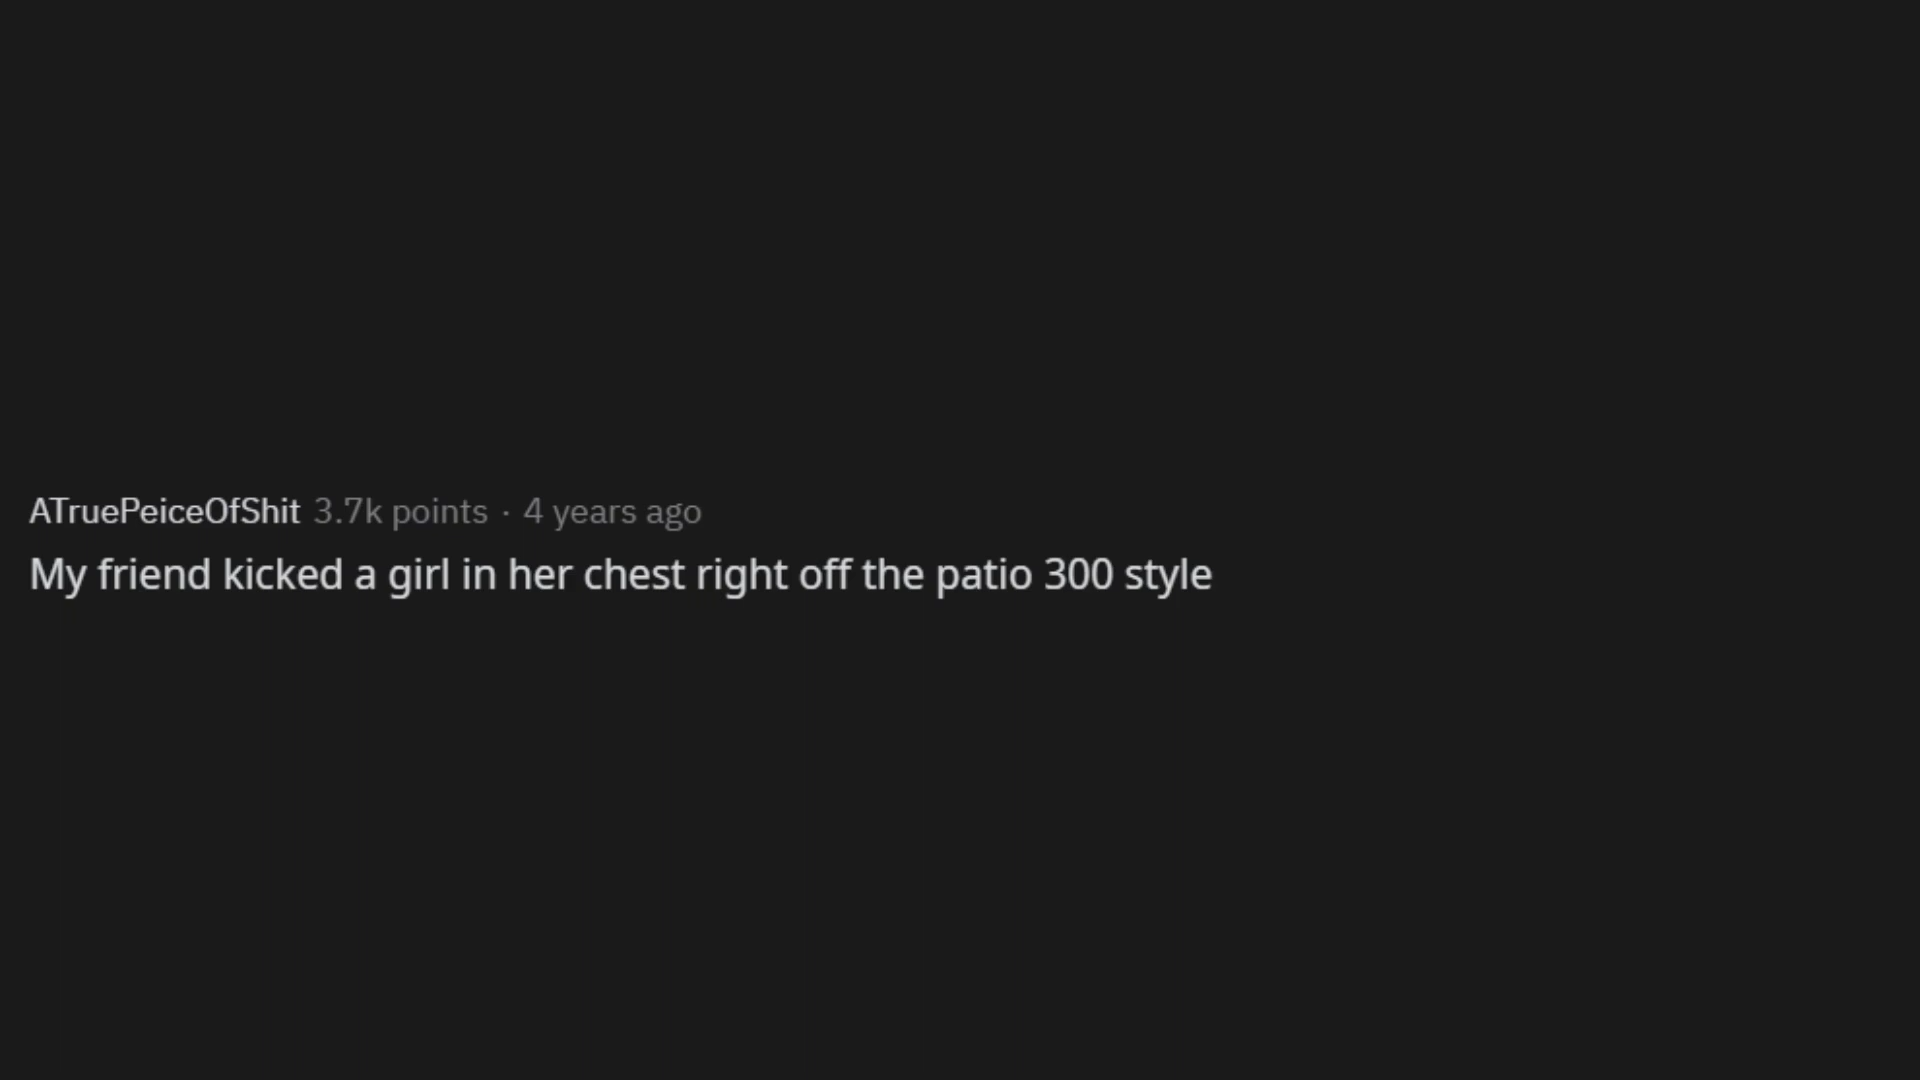 ATruePeiceOfShit 3.7k points · 4 years ago
My friend kicked a girl in her chest right off the patio 300 style